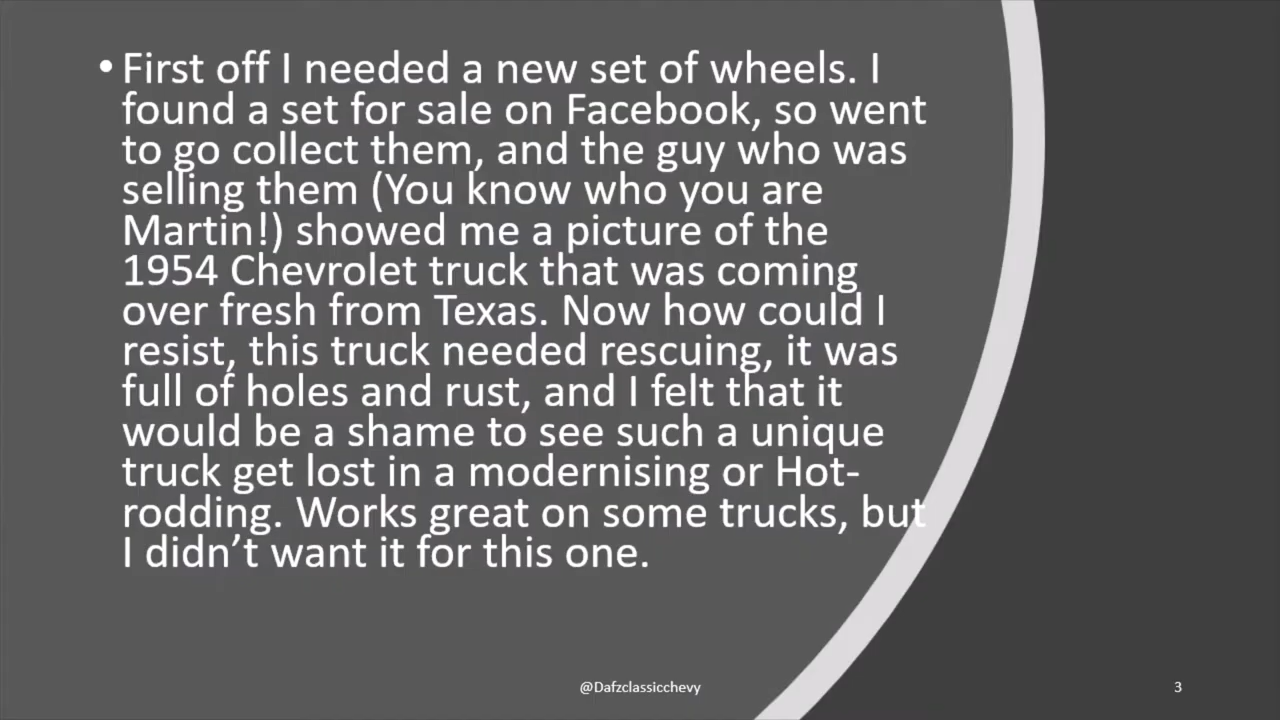 • First off I needed a new set of wheels. I
found a set for sale on Facebook, so went
to go collect them, and the guy who was
selling them (You know who you are
Martin!) showed me a picture of the
1954 Chevrolet truck that was coming
over fresh from Texas. Now how could I
resist, this truck needed rescuing, it was
full of holes and rust, and I felt that it
would be a shame to see such a unique
truck get lost in a modernising or Hot-
rodding. Works great on some trucks, but
I didn’t want it for this one.
@Dafzclassicchevy
3